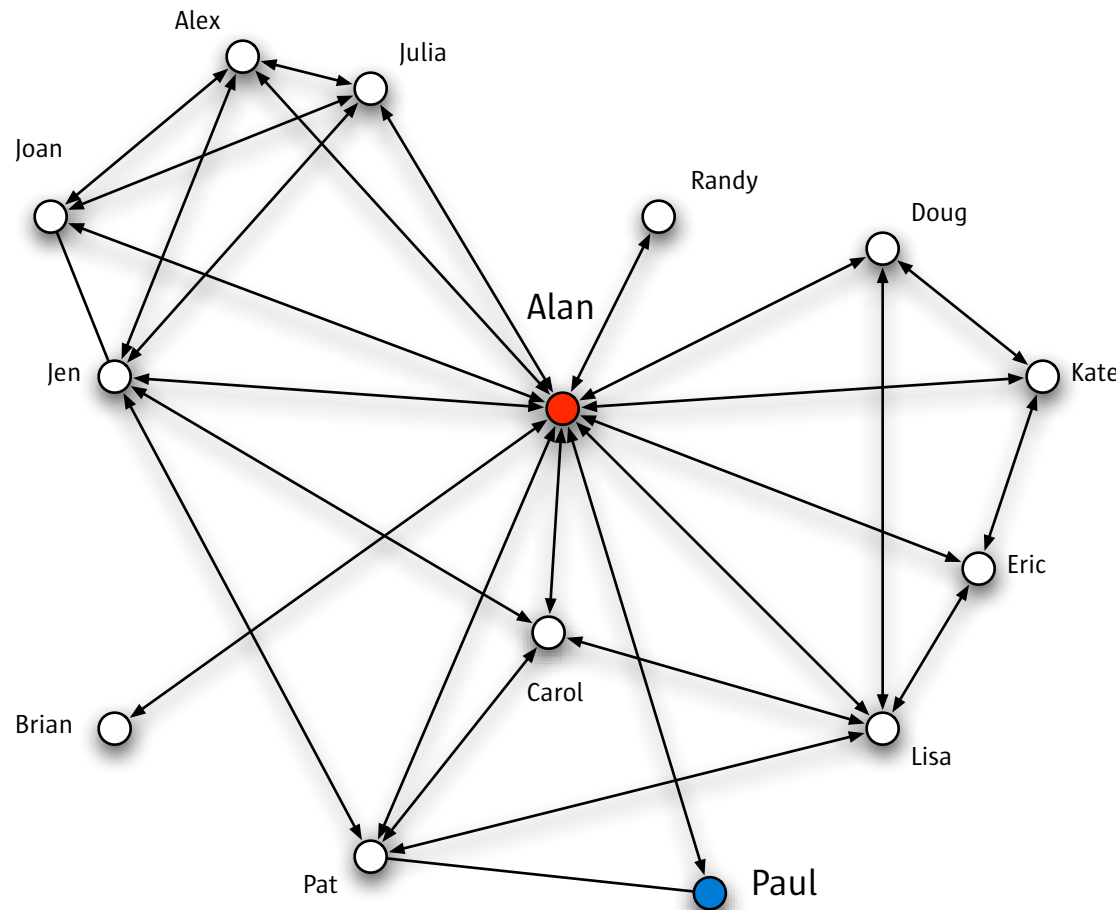 Alex
Julia
Joan
Randy
Doug
Alan
Jen
Kate
Eric
Carol
Brian
Lisa
Pat
Paul